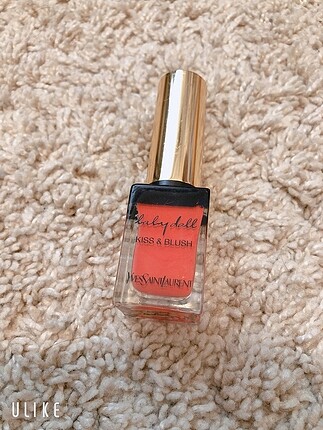 baby doll
KISS & BLUSH
YVESSAINTLAURENT
ULIKE